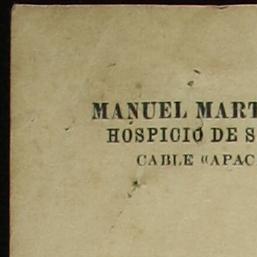 MANUEL MART
HOSPICIO DE S
CABLE «APAC